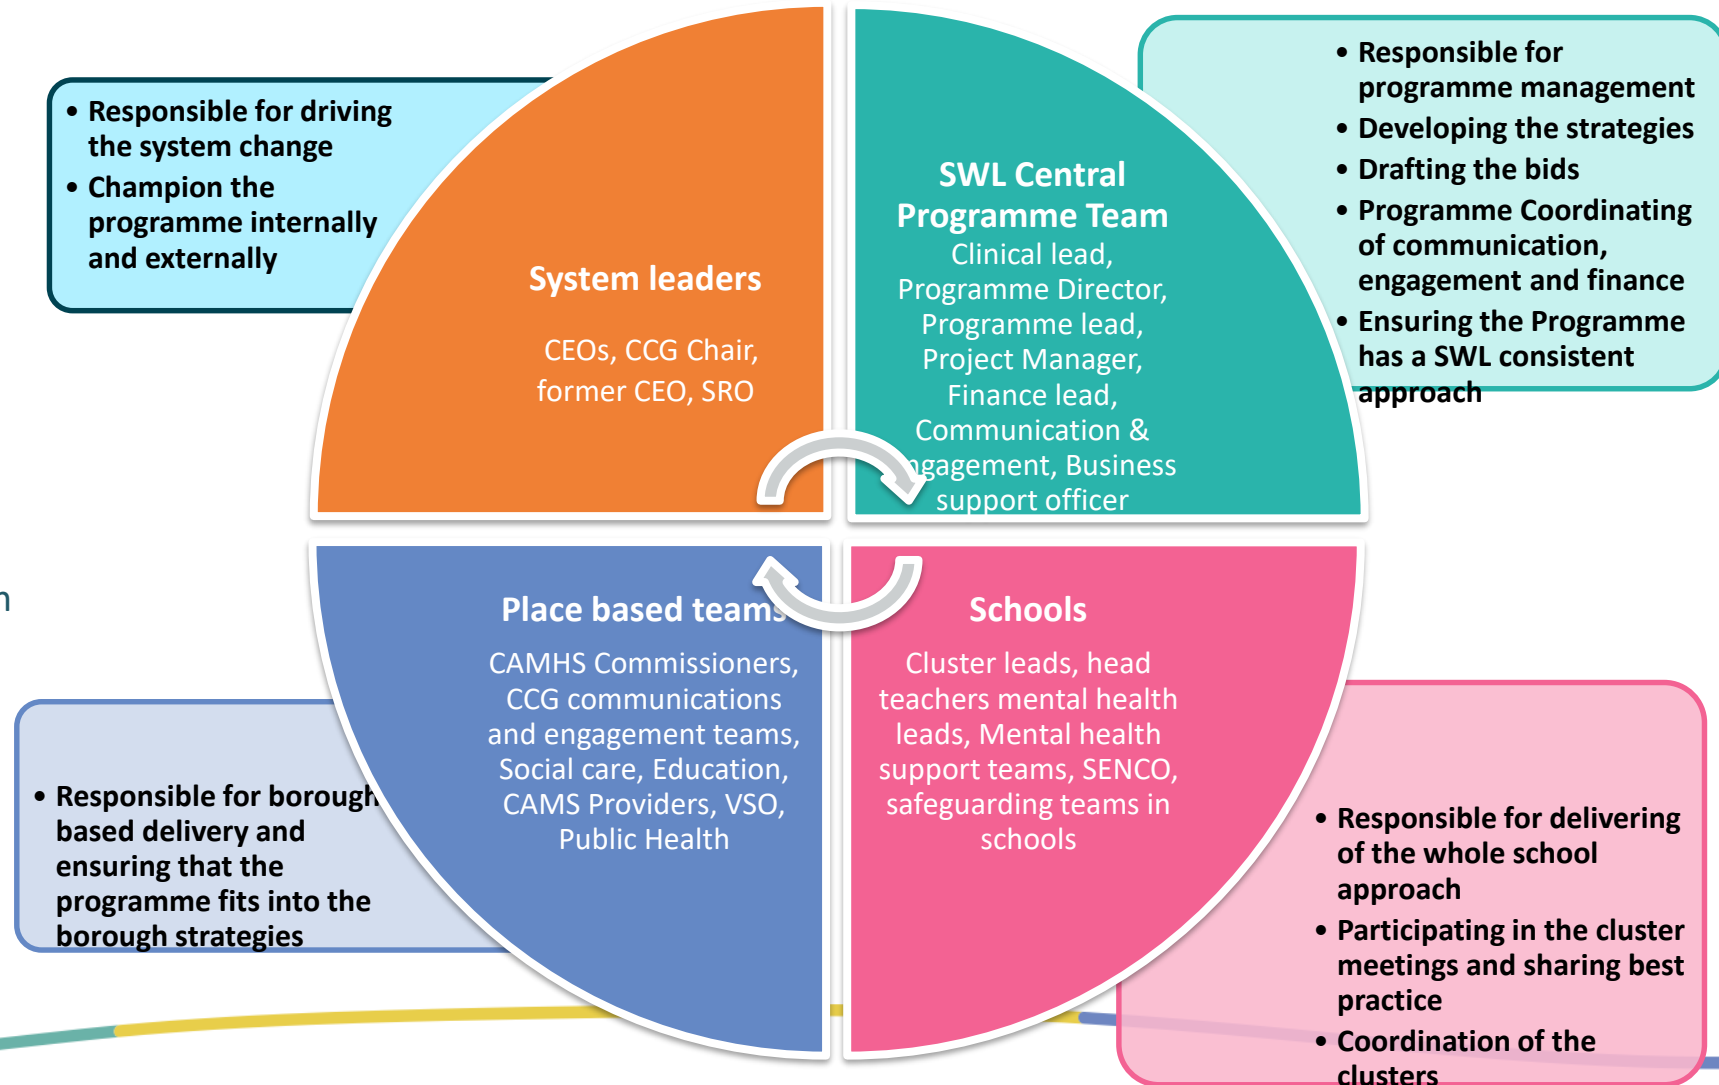 • Responsible for driving
the system change
• Champion the
programme internally
and externally
System leaders
CEOs, CCG Chair,
former CEO, SRO
SWL Central
Programme Team
Clinical lead,
Programme Director,
Programme lead,
Project Manager,
Finance lead,
Communication &
ngagement, Business
support officer
• Responsible for
programme management
• Developing the strategies
• Drafting the bids
• Programme Coordinating
of communication,
engagement and finance
• Ensuring the Programme
has a SWL consistent
approach
Place based teams
CAMHS Commissioners,
CCG communications
and engagement teams,
Social care, Education,
CAMS Providers, VSO,
Public Health
• Responsible for borough
based delivery and
ensuring that the
programme fits into the
borough strategies
Schools
Cluster leads, head
teachers mental health
leads, Mental health
support teams, SENCO,
safeguarding teams in
schools
• Responsible for delivering
of the whole school
approach
• Participating in the cluster
meetings and sharing best
practice
• Coordination of the
clusters